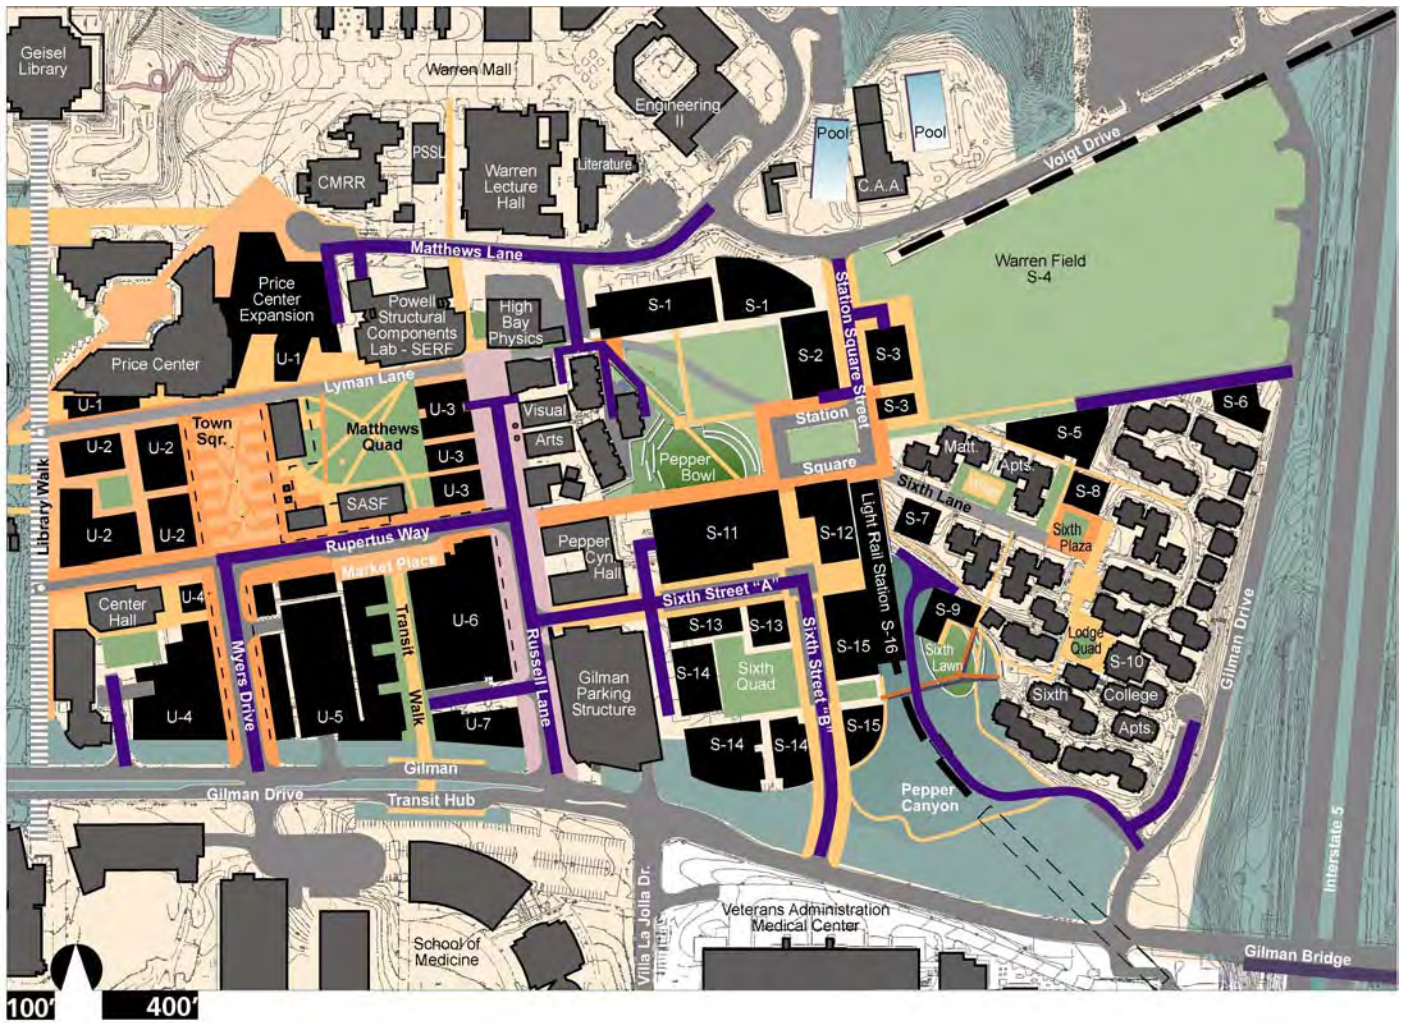 Geisel
Library
Warren Mall
Engineering
II
Pool
Pool
Voigt Drive
PSSL
CMRR
Warren
Lecture
Hall
Literature
C.A.A.
Matthews Lane
Warren Field
S-4
Price
Center
Expansion
Powell
Structural
Components
Lab - SERF
High
Bay
Physics
S-1
S-1
Station Square Street
S-2
S-3
S-3
Price Center
U-1
Lyman Lane
U-1
Town
Sqr.
U-3
Matthews
Quad
Visual
Arts
Station
Square
S-6
S-5
U-2
U-2
U-3
U-3
Pepper
Bowl
Matt.
Apts.
Library Walk
SASF
Sixth Lane
S-8
U-2
U-2
Rupertus Way
S-11
S-12
Light Rail Station S-16
S-7
Sixth
Plaza
Market Place
Pepper
Cyn.
Hall
Center
Hall
U-4
Sixth Street "A"
S-9
U-6
S-13
S-13
Sixth Street "B"
S-15
Sixth
Lawn
Lodge
Quad
S-10
Gilman Drive
Transit
Walk
Myers Drive
Russell Lane
Gilman
Parking
Structure
S-14
Sixth
Quad
Sixth
College
Apts.
U-4
U-5
U-7
S-14
S-14
S-15
Gilman
Transit Hub
Gilman Drive
Pepper
Canyon
Interstate 5
Villa La Jolla Dr.
Veterans Administration
Medical Center
School of
Medicine
Gilman Bridge
100'
400'